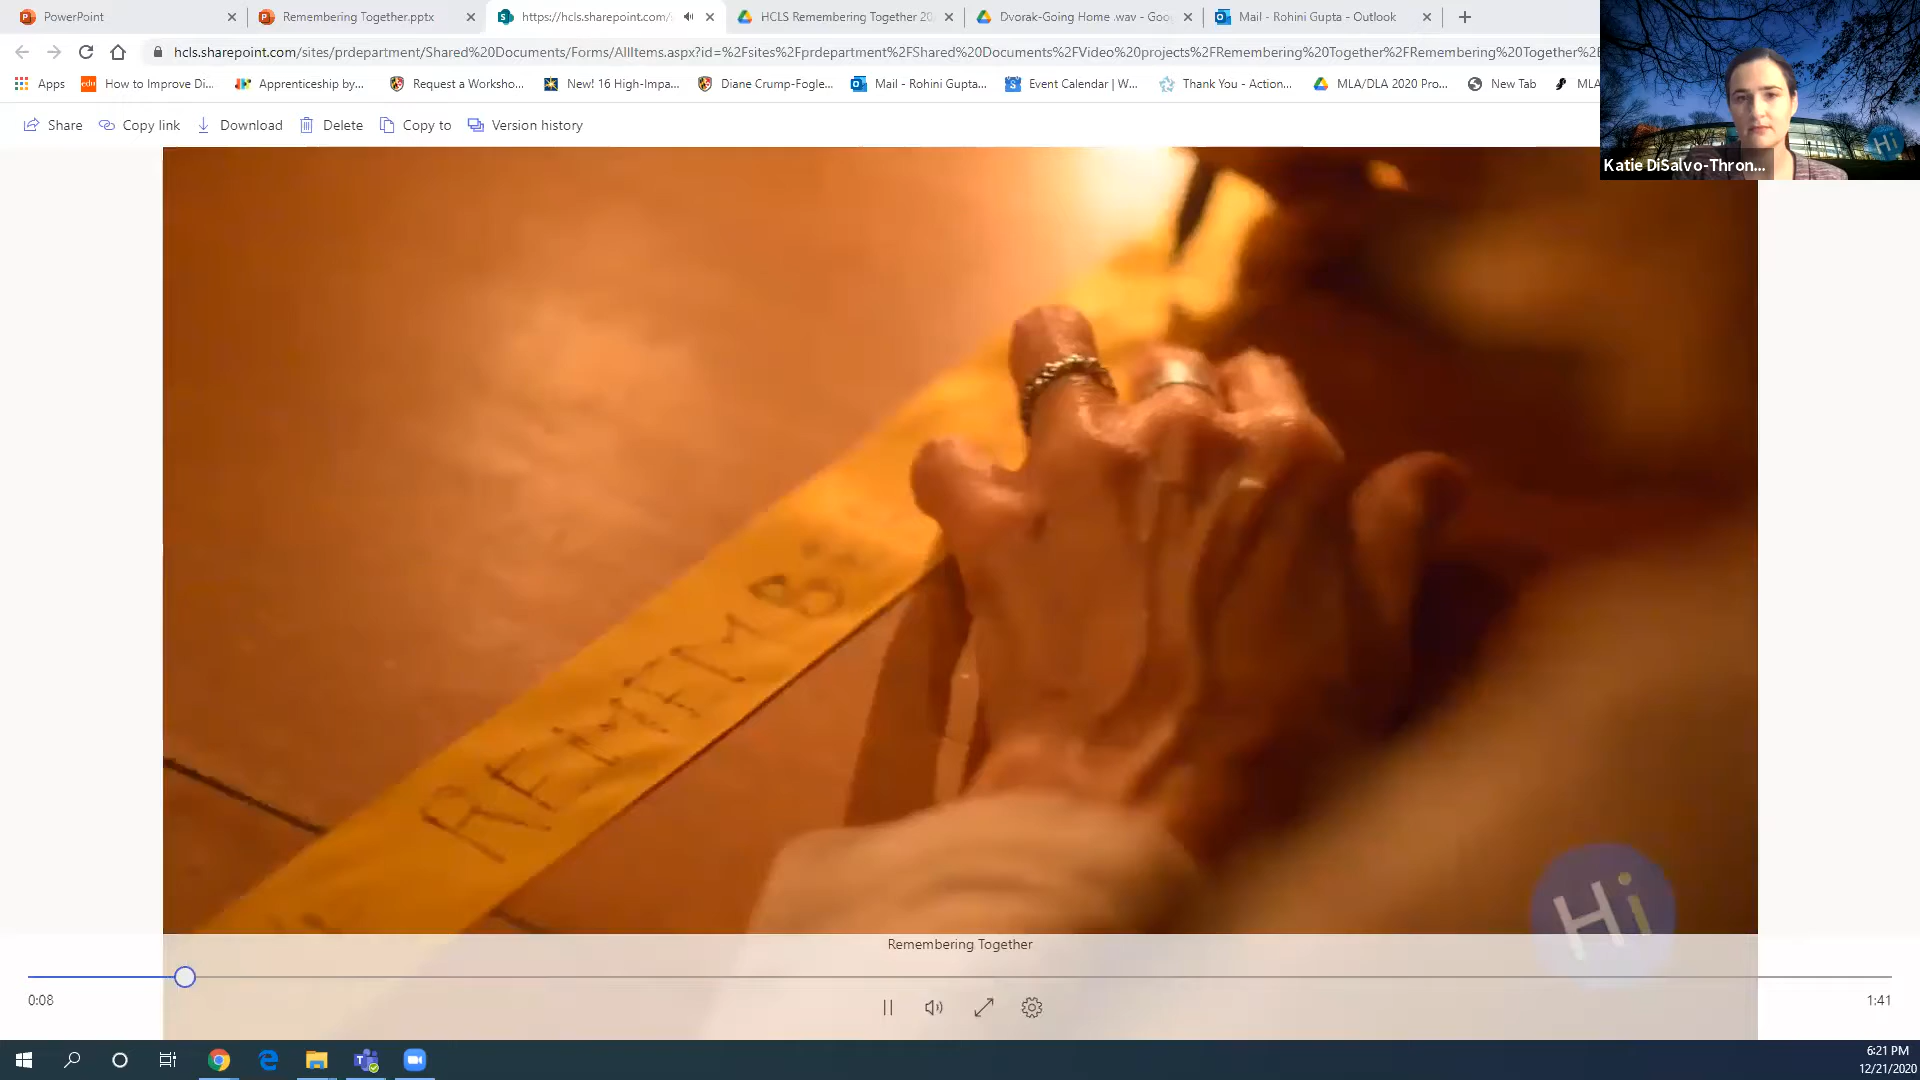 PowerPoint
Remembering Together.pptx
https://hcls.sharepoint.com/
HCLS Remembering Together 20
Dvorak-Going Home .wav - Goo
Mail - Rohini Gupta - Outlook
hcls.sharepoint.com/sites/prdepartment/Shared%20Documents/Forms/AllItems.aspx?id=%2Fsites%2Fprdepartment%2FShared%20Documents%2FVideo%20projects%2FRemembering%20Together%2FRemembering%20Together%2
Apps
How to Improve Di...
Apprenticeship by...
Request a Worksho...
New! 16 High-Impa...
Diane Crump-Fogle...
Mail - Rohini Gupta...
Event Calendar | W...
Thank You - Action...
MLA/DLA 2020 Pro...
New Tab
MLA
Share
Copy link
Download
Delete
Copy to
Version history
Hi
Katie DiSalvo-Thron...
REMEMB
Hi
Remembering Together
0:08
1:41
6:21 PM
12/21/2020